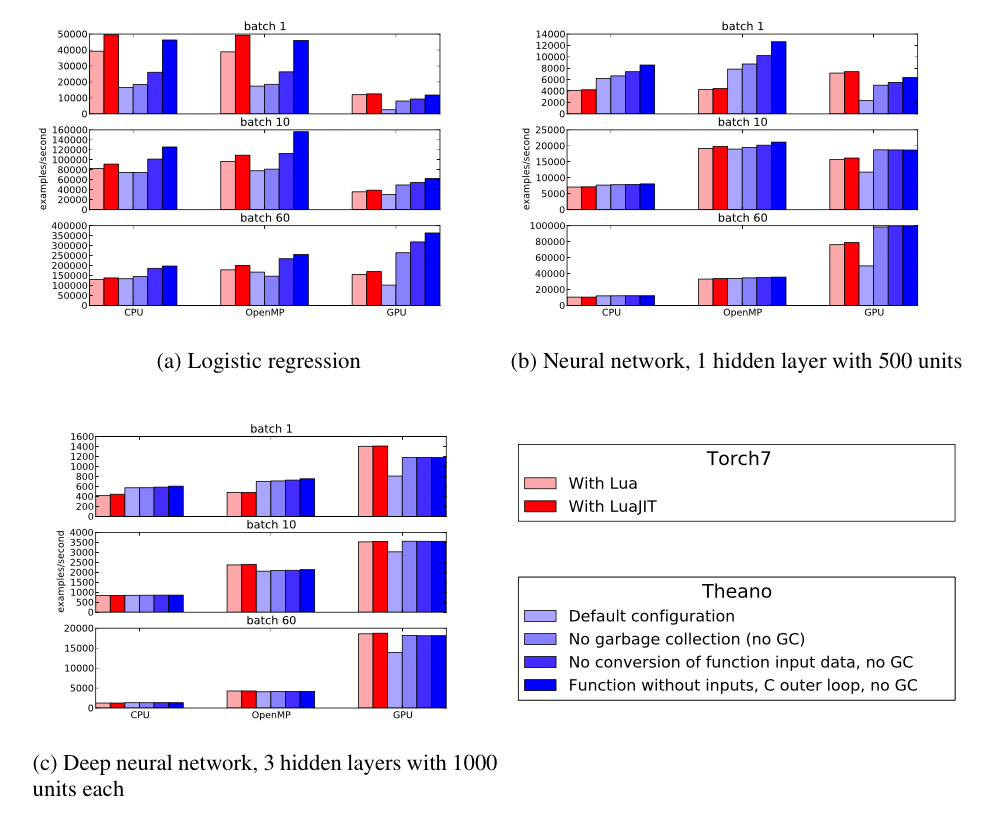 batch 1
50000
40000
30000
20000
10000
0
batch 10
160000
140000
120000
100000
80000
60000
40000
20000
0
examples/second
batch 60
400000
350000
300000
250000
200000
150000
100000
50000
0
CPU OpenMP GPU
(a) Logistic regression
batch 1
14000
12000
10000
8000
6000
4000
2000
0
batch 10
25000
20000
15000
10000
5000
0
examples/second
batch 60
100000
80000
60000
40000
20000
0
CPU OpenMP GPU
(b) Neural network, 1 hidden layer with 500 units
batch 1
1600
1400
1200
1000
800
600
400
200
0
batch 10
4000
3500
3000
2500
2000
1500
1000
500
0
examples/second
batch 60
20000
15000
10000
5000
0
CPU OpenMP GPU
(c) Deep neural network, 3 hidden layers with 1000
units each
Torch7
With Lua
With LuaJIT
Theano
Default configuration
No garbage collection (no GC)
No conversion of function input data, no GC
Function without inputs, C outer loop, no GC